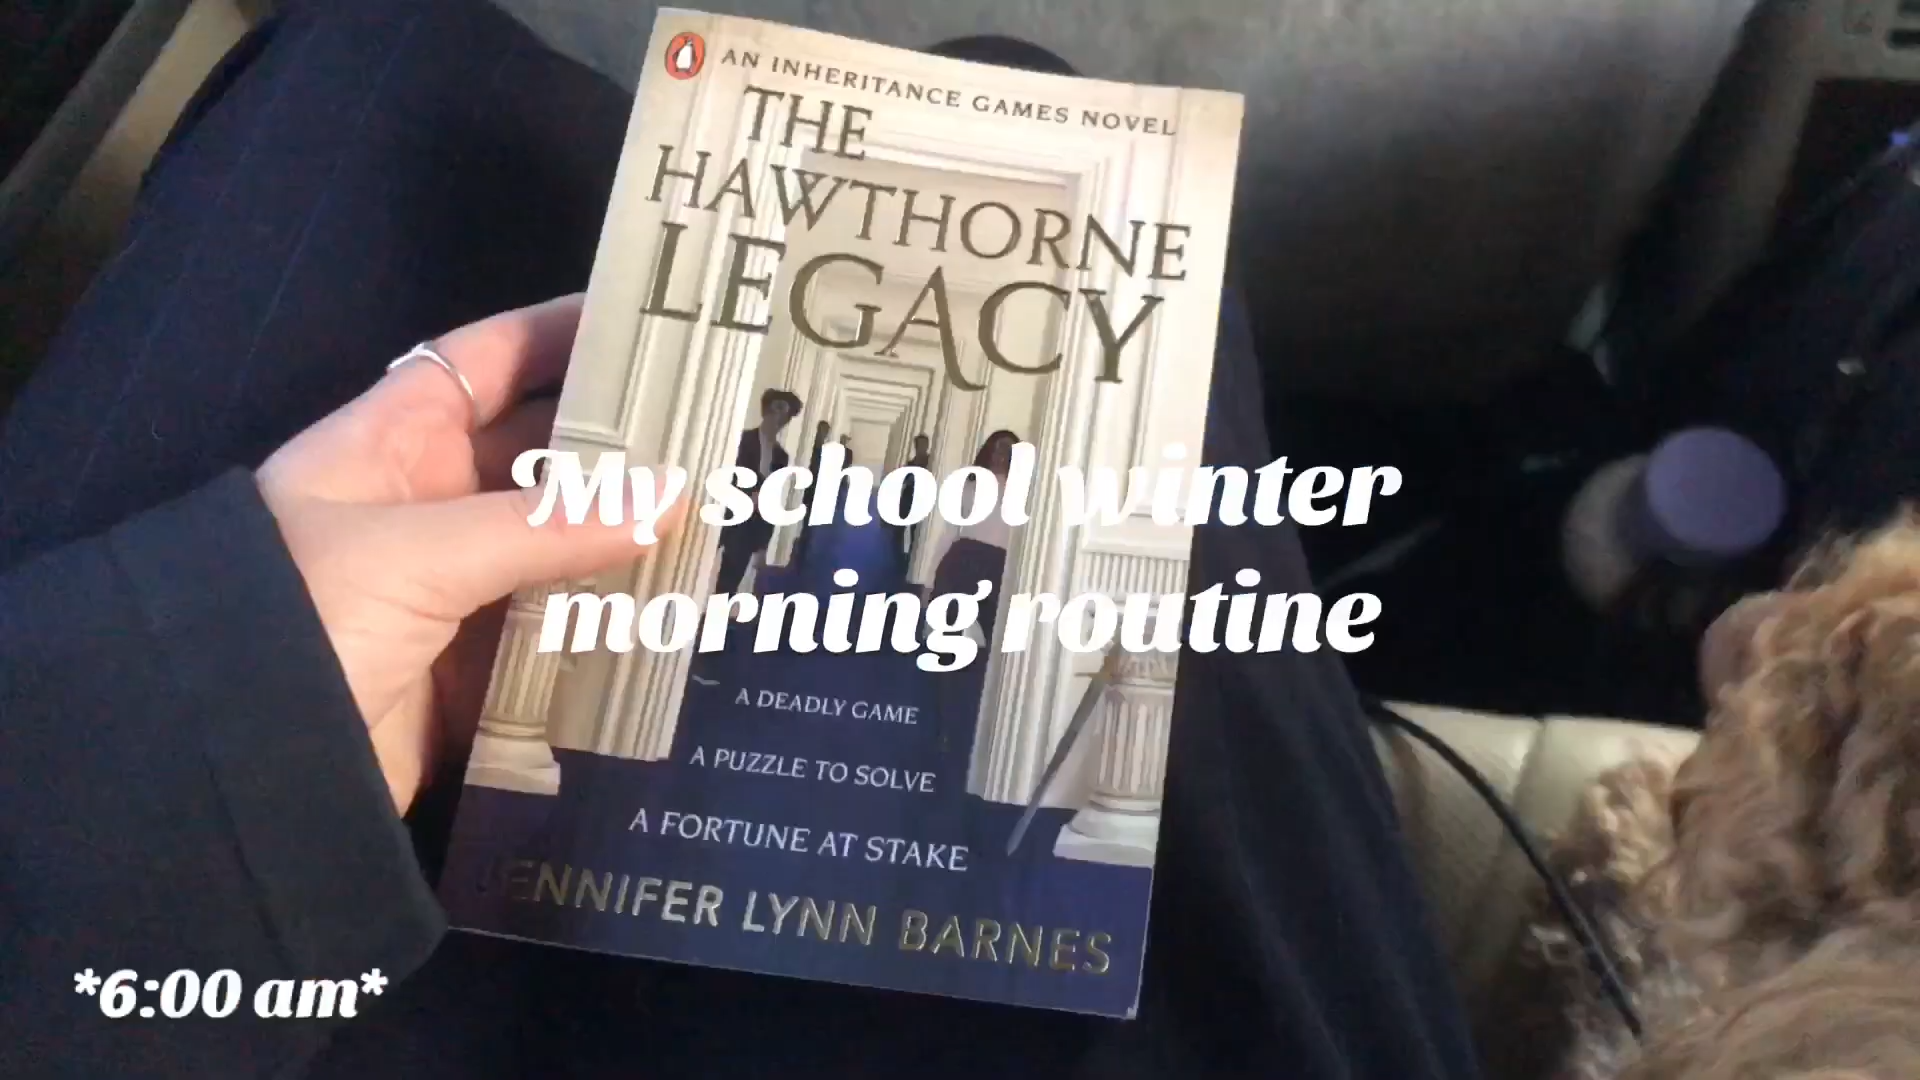 AN INHERITANCE GAMES NOVEL
THE
HAWTHORNE
LEGACY
My school winter
morning routine
A DEADLY GAME
A PUZZLE TO SOLVE
A FORTUNE AT STAKE
JENNIFER LYNN BARNES
*6:00 am*